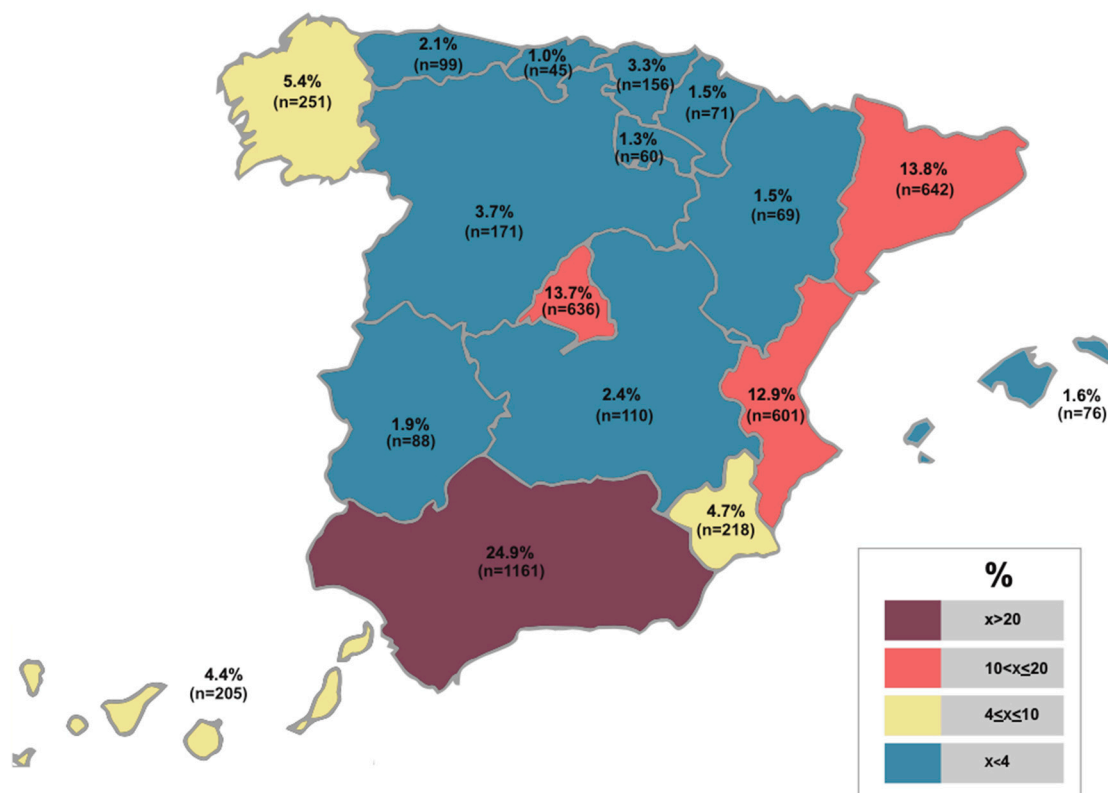 2.1%
(n=99)
1.0%
(n=45)
3.3%
(n=156)
1.5%
(n=71)
5.4%
(n=251)
1.3%
(n=60)
13.8%
(n=642)
1.5%
(n=69)
3.7%
(n=171)
13.7%
(n=636)
2.4%
(n=110)
12.9%
(n=601)
1.6%
(n=76)
1.9%
(n=88)
4.7%
(n=218)
24.9%
(n=1161)
4.4%
(n=205)
%
x>20
10<x≤20
4≤x≤10
x<4